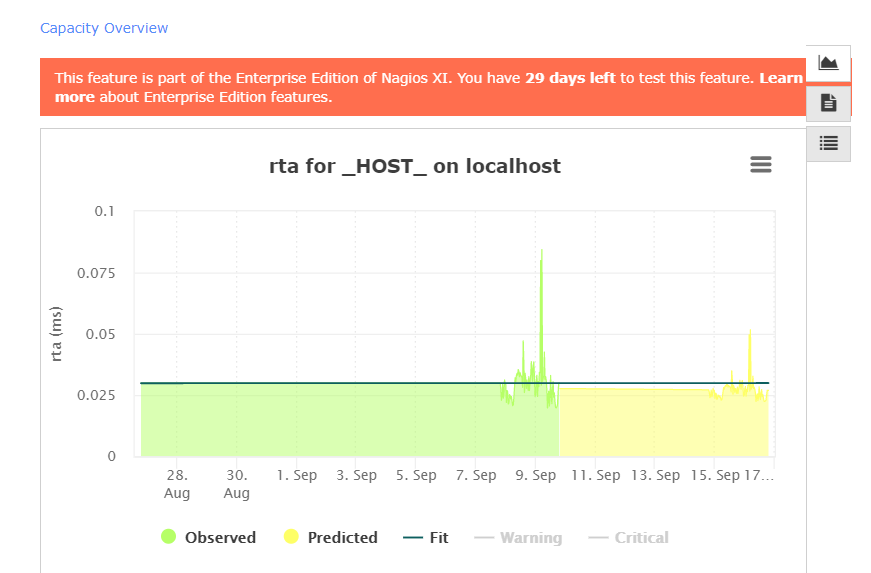 Capacity Overview
This feature is part of the Enterprise Edition of Nagios XI. You have 29 days left to test this feature. Learn
more about Enterprise Edition features.
rta for _HOST_ on localhost
0.1
0.075
0.05
0.025
0
rta (ms)
28. Aug
30. Aug
1. Sep
3. Sep
5. Sep
7. Sep
9. Sep
11. Sep
13. Sep
15. Sep
17...
Observed
Predicted
Fit
Warning
Critical